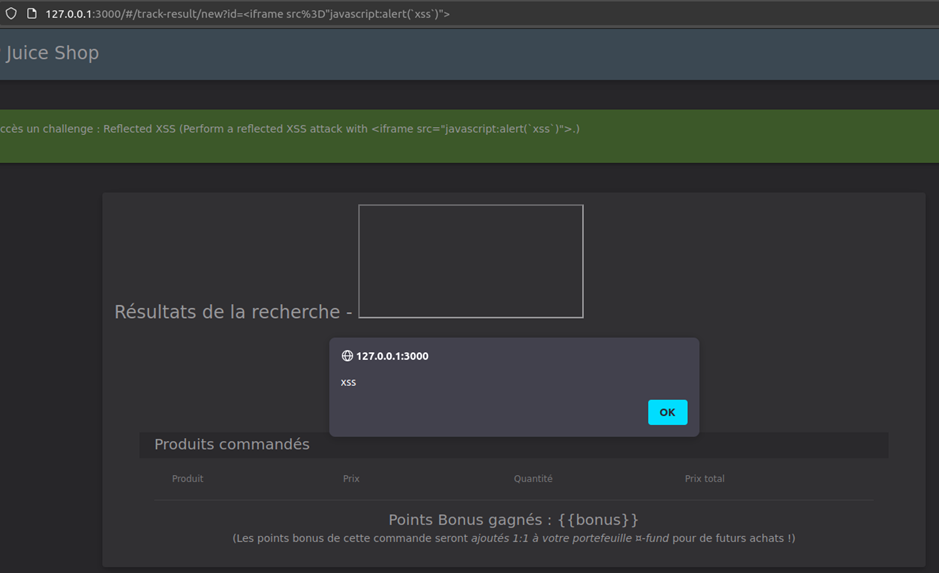 127.0.0.1:3000/#/track-result/new?id=<iframe src%3D"javascript:alert(`xss`)">
Juice Shop
ccès un challenge : Reflected XSS (Perform a reflected XSS attack with <iframe src="javascript:alert(`xss`)">.)
Résultats de la recherche -
127.0.0.1:3000
xss
OK
Produits commandés
Produit Prix Quantité Prix total
Points Bonus gagnés : {{bonus}}
(Les points bonus de cette commande seront ajoutés 1:1 à votre portefeuille ¤-fund pour de futurs achats !)